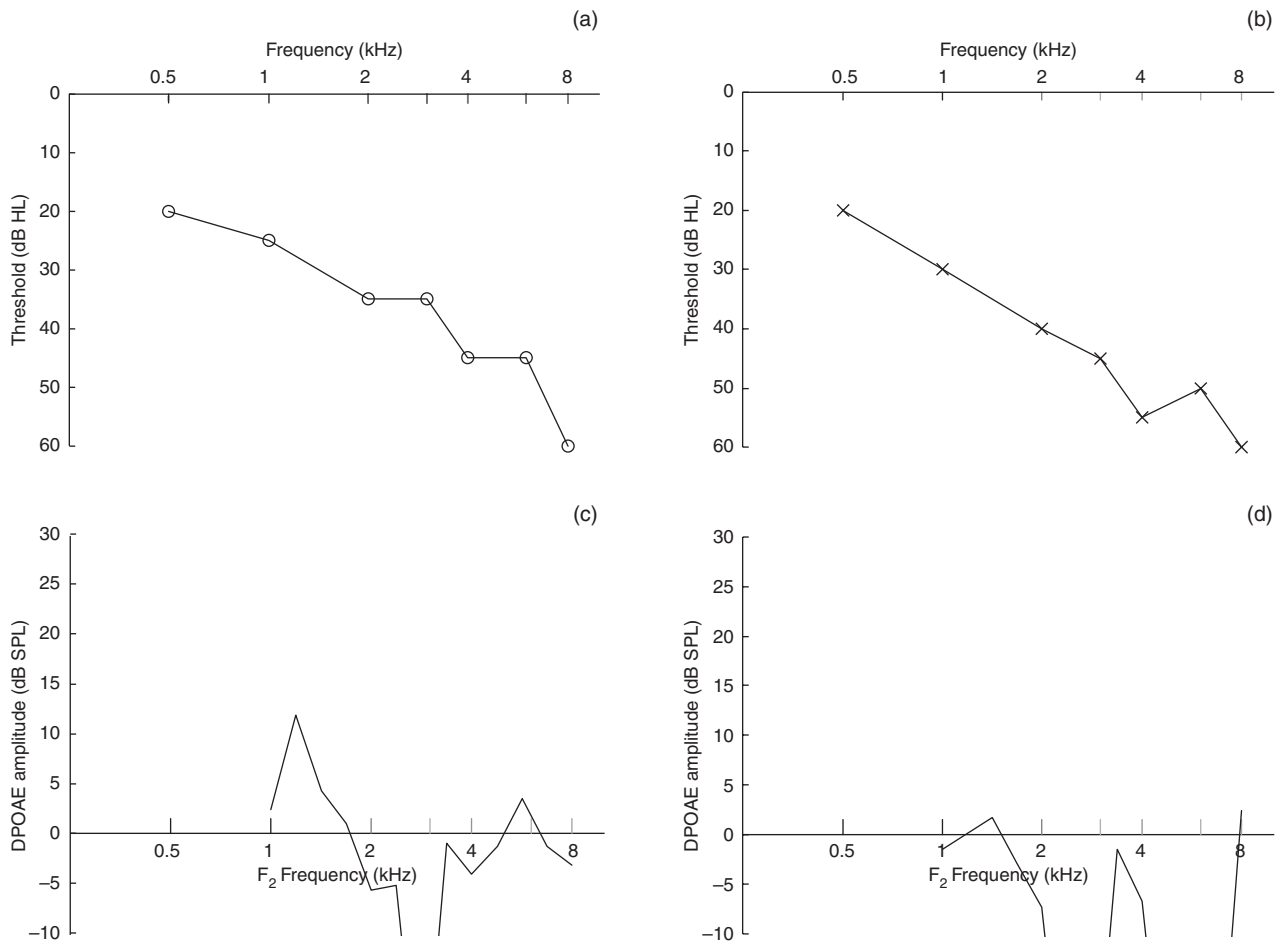 (a)
Frequency (kHz)
0.5 1 2 4 8
0
10
20
30
40
50
60
Threshold (dB HL)
(b)
Frequency (kHz)
0.5 1 2 4 8
0
10
20
30
40
50
60
Threshold (dB HL)
(c)
30
25
20
15
10
5
0
–5
–10
DPOAE amplitude (dB SPL)
0.5 1 2 4 8
F2 Frequency (kHz)
(d)
30
25
20
15
10
5
0
–5
–10
DPOAE amplitude (dB SPL)
0.5 1 2 4 8
F2 Frequency (kHz)